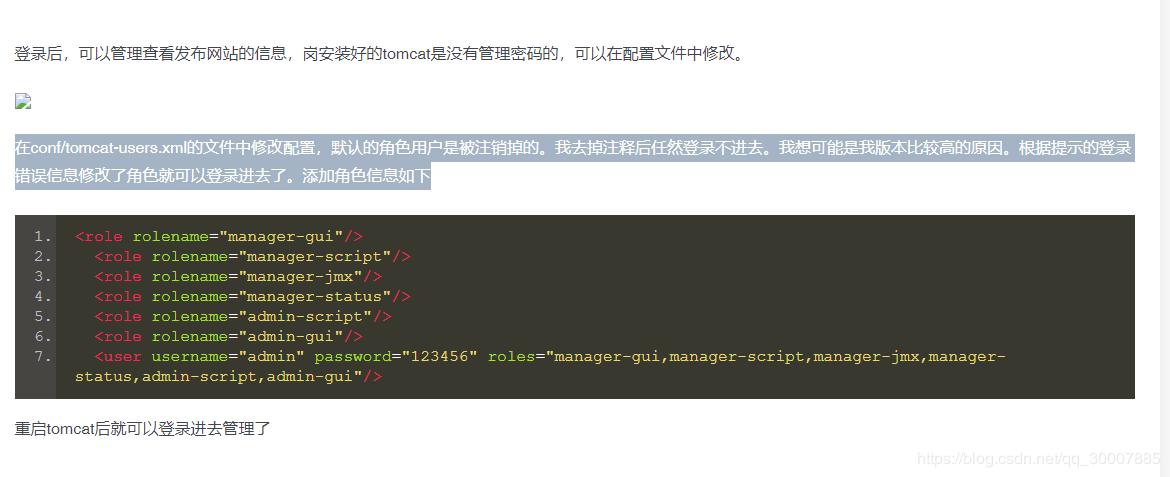 登录后，可以管理查看发布网站的信息，岗安装好的tomcat是没有管理密码的，可以在配置文件中修改。
在conf/tomcat-users.xml的文件中修改配置，默认的角色用户是被注销掉的。我去掉注释后任然登录不进去。我想可能是我版本比较高的原因。根据提示的登录
错误信息修改了角色就可以登录进去了。添加角色信息如下
1. <role rolename="manager-gui"/>
2. <role rolename="manager-script"/>
3. <role rolename="manager-jmx"/>
4. <role rolename="manager-status"/>
5. <role rolename="admin-script"/>
6. <role rolename="admin-gui"/>
7. <user username="admin" password="123456" roles="manager-gui,manager-script,manager-jmx,manager-
status,admin-script,admin-gui"/>
重启tomcat后就可以登录进去管理了
https://blog.csdn.net/qq_30007885